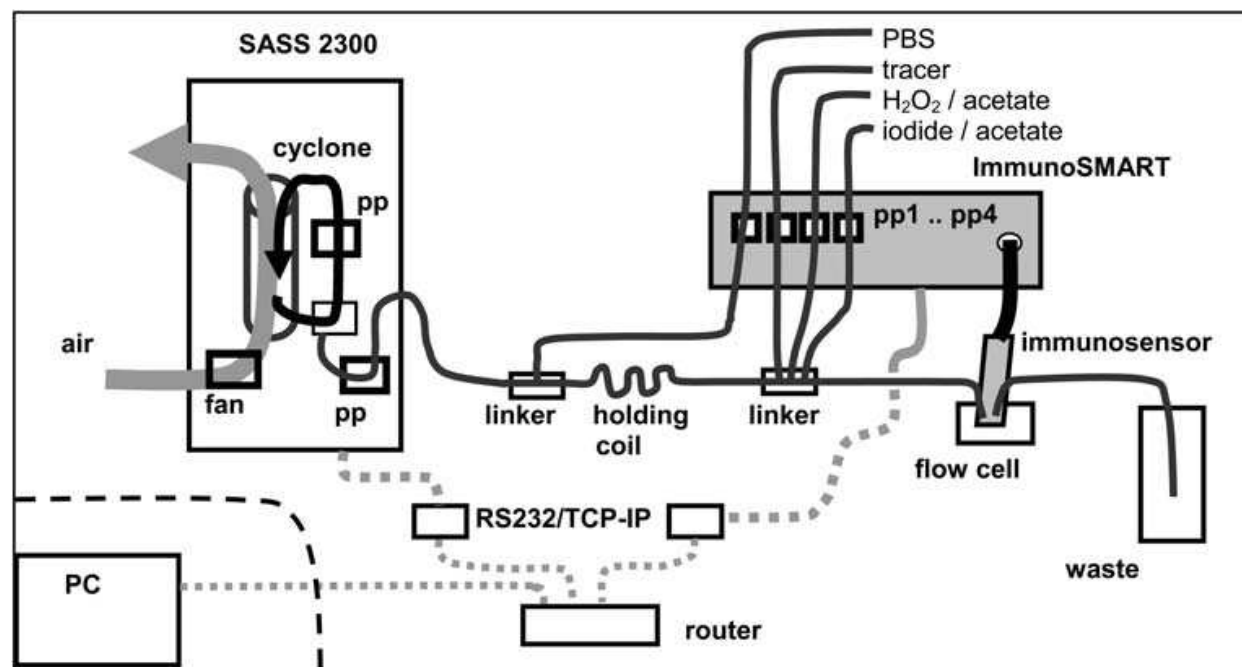 SASS 2300
PBS
tracer
H₂O₂ / acetate
iodide / acetate
ImmunoSMART
cyclone
pp
pp1 .. pp4
air
fan
pp
linker
holding
coil
linker
immunosensor
flow cell
RS232/TCP-IP
waste
PC
router